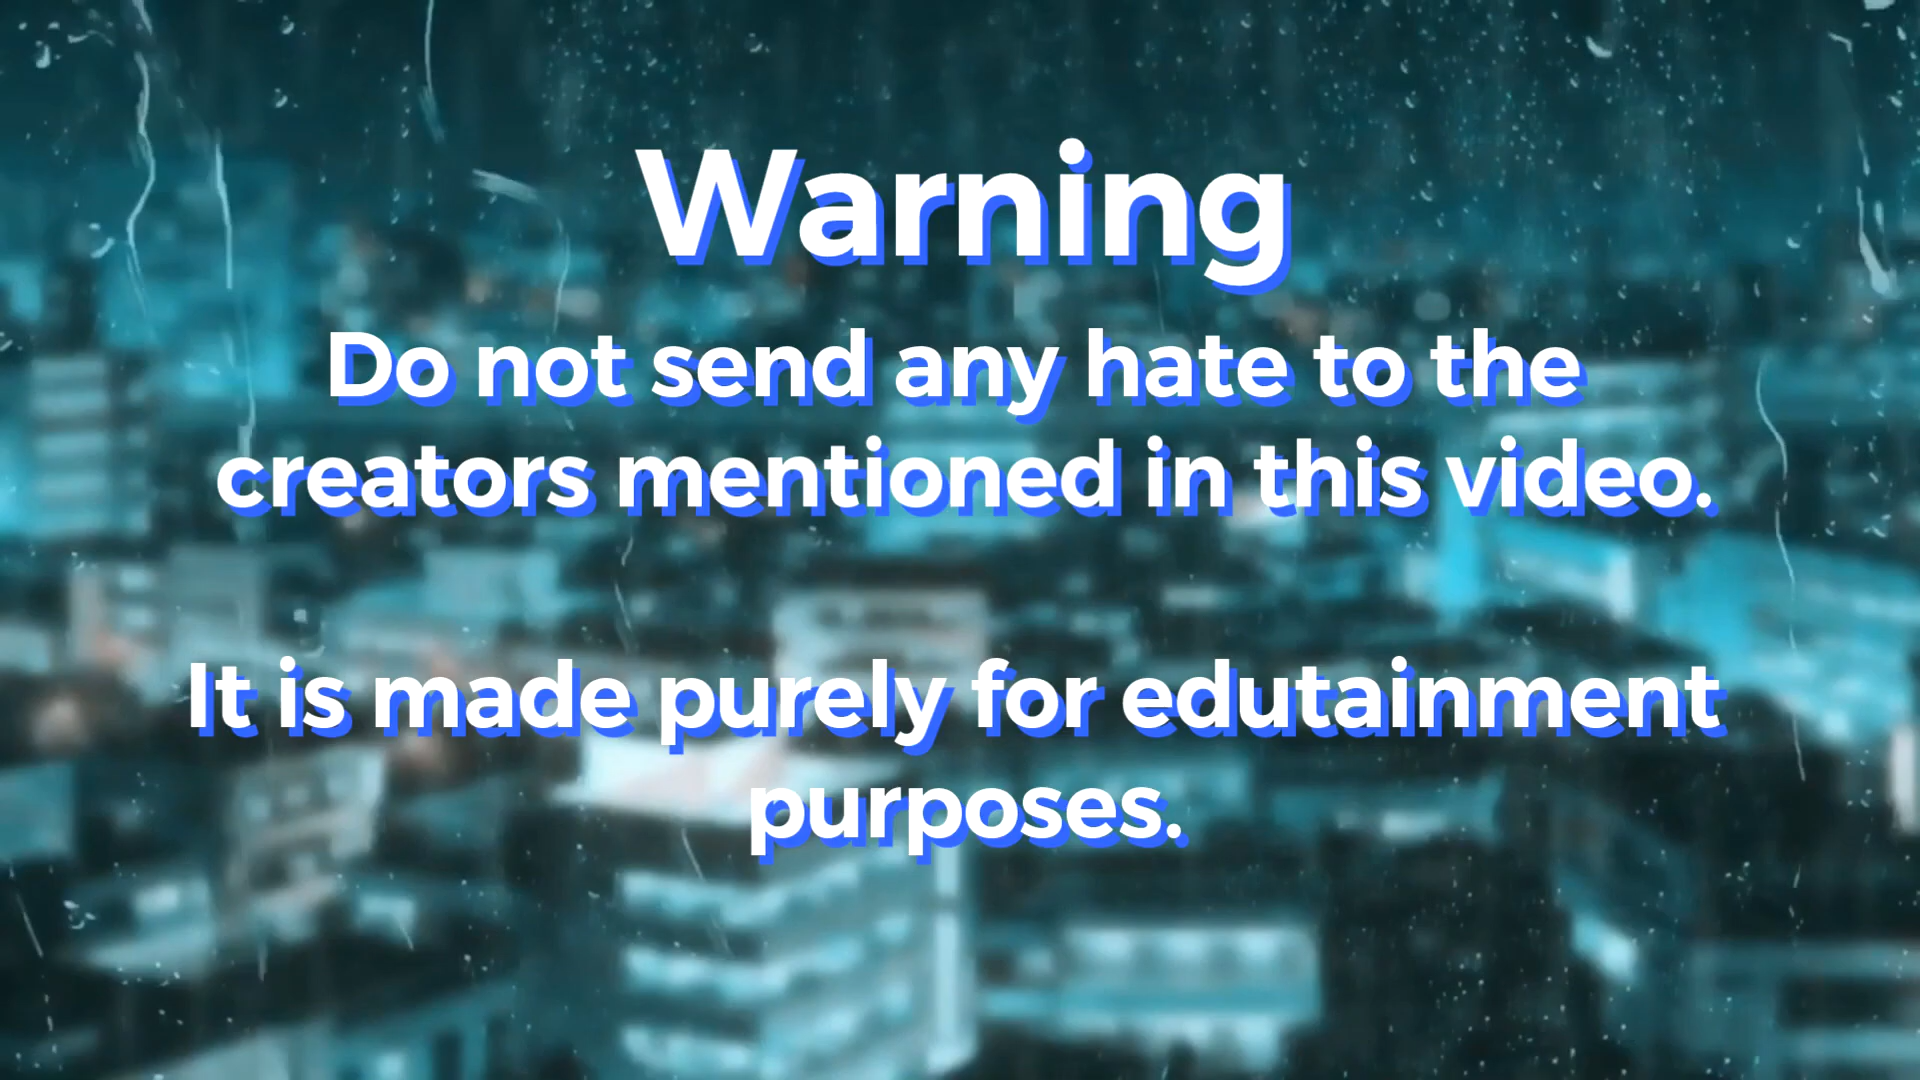 Warning
Do not send any hate to the
creators mentioned in this video.
It is made purely for edutainment
purposes.